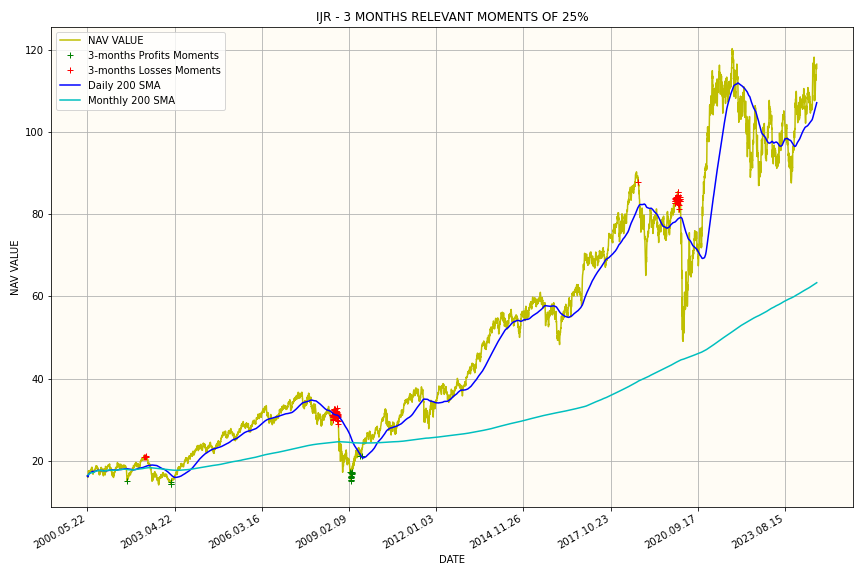 IJR - 3 MONTHS RELEVANT MOMENTS OF 25%
NAV VALUE
3-months Profits Moments
3-months Losses Moments
Daily 200 SMA
Monthly 200 SMA
120
100
80
60
40
20
NAV VALUE
2000.05.22
2003.04.22
2006.03.16
2009.02.09
2012.01.03
2014.11.26
2017.10.23
2020.09.17
2023.08.15
DATE